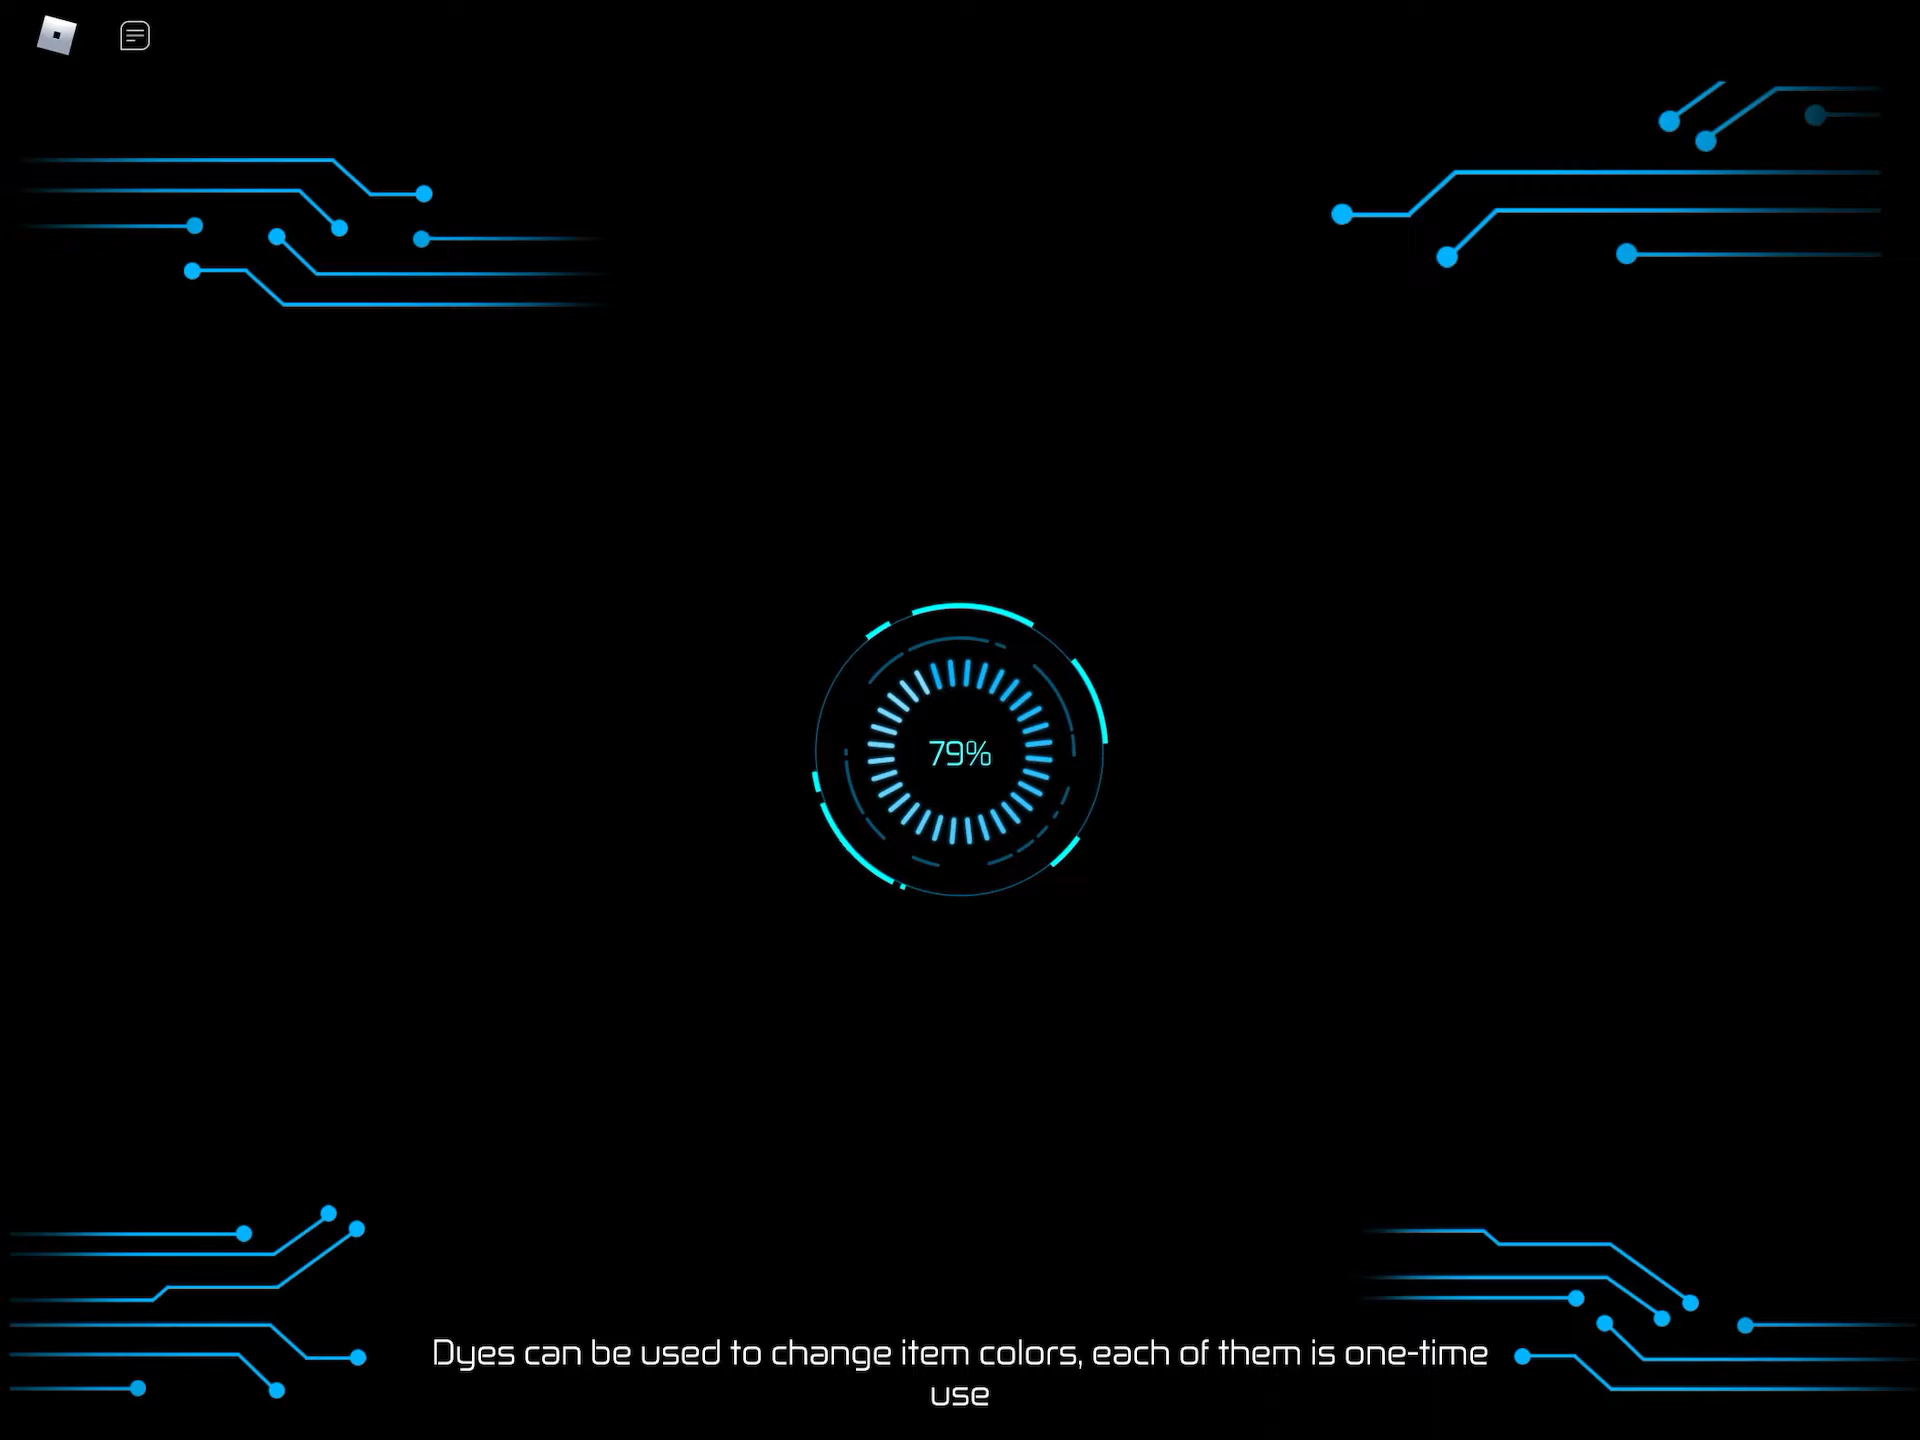 79%
Dyes can be used to change item colors, each of them is one-time
use